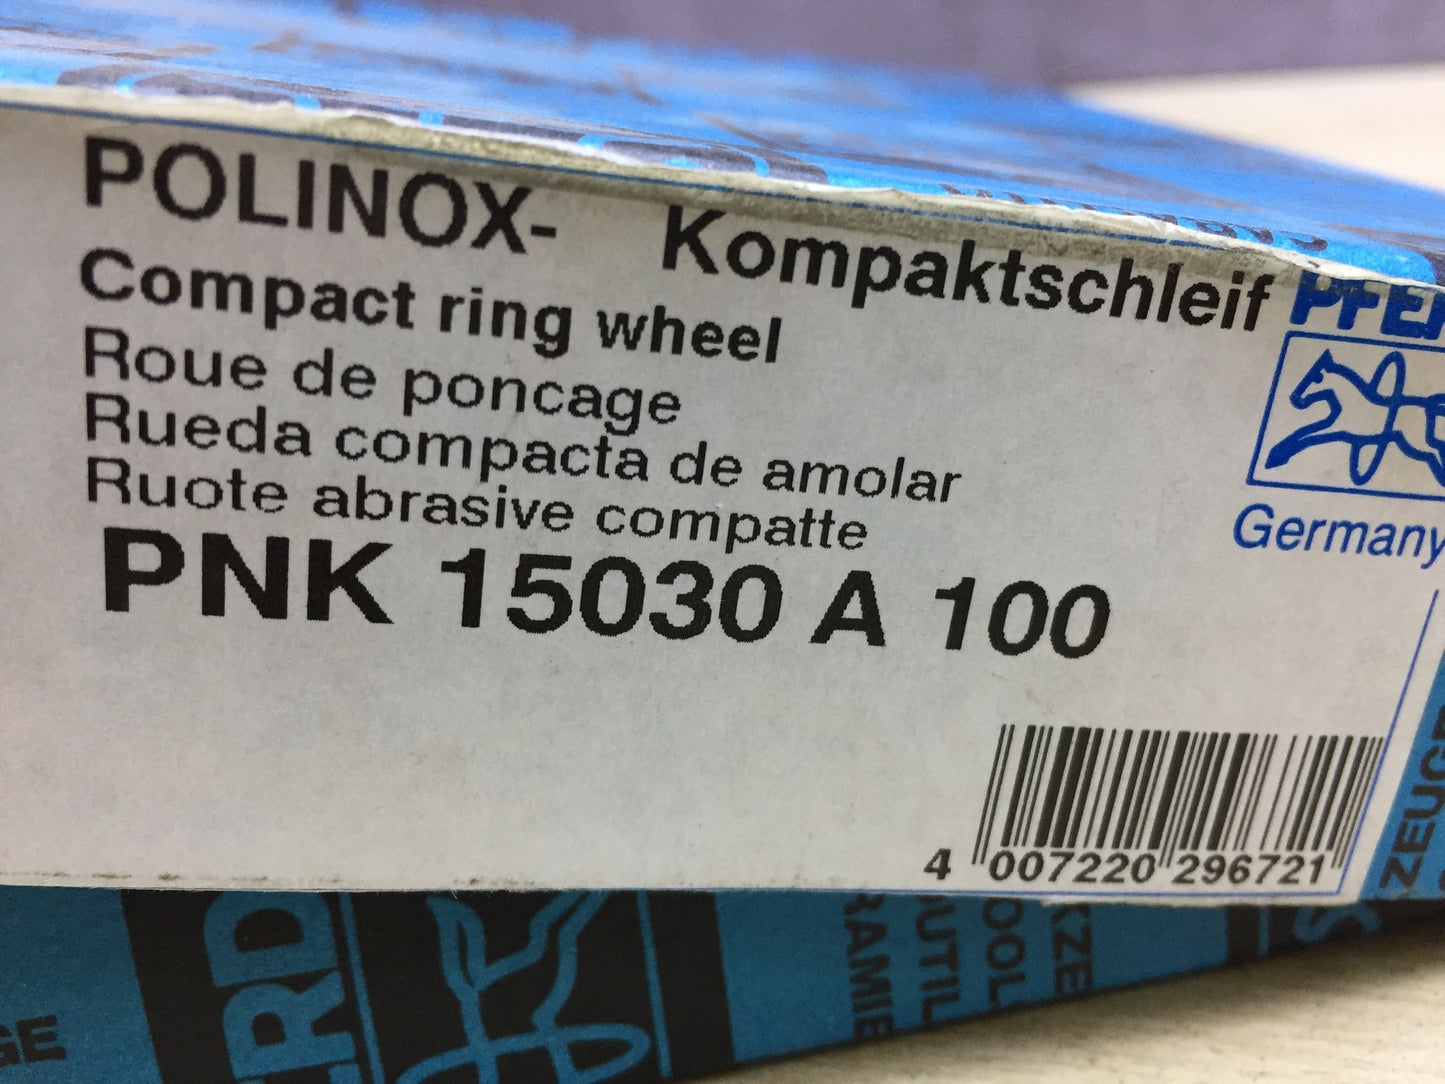 POLINOX- Kompaktschleif
Compact ring wheel
Roue de ponçage
Rueda compacta de amolar
Ruote abrasive compatte
PNK 15030 A 100
Germany
4 007220 296721